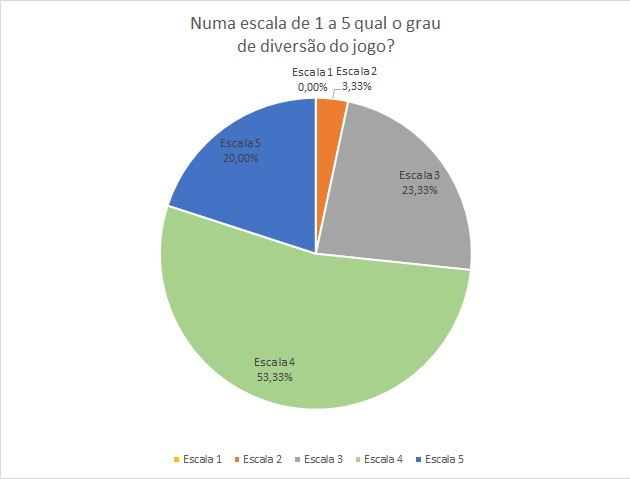 Numa escala de 1 a 5 qual o grau
de diversão do jogo?
Escala 1
0,00%
Escala 2
3,33%
Escala 3
23,33%
Escala 5
20,00%
Escala 4
53,33%
Escala 1 Escala 2 Escala 3 Escala 4 Escala 5